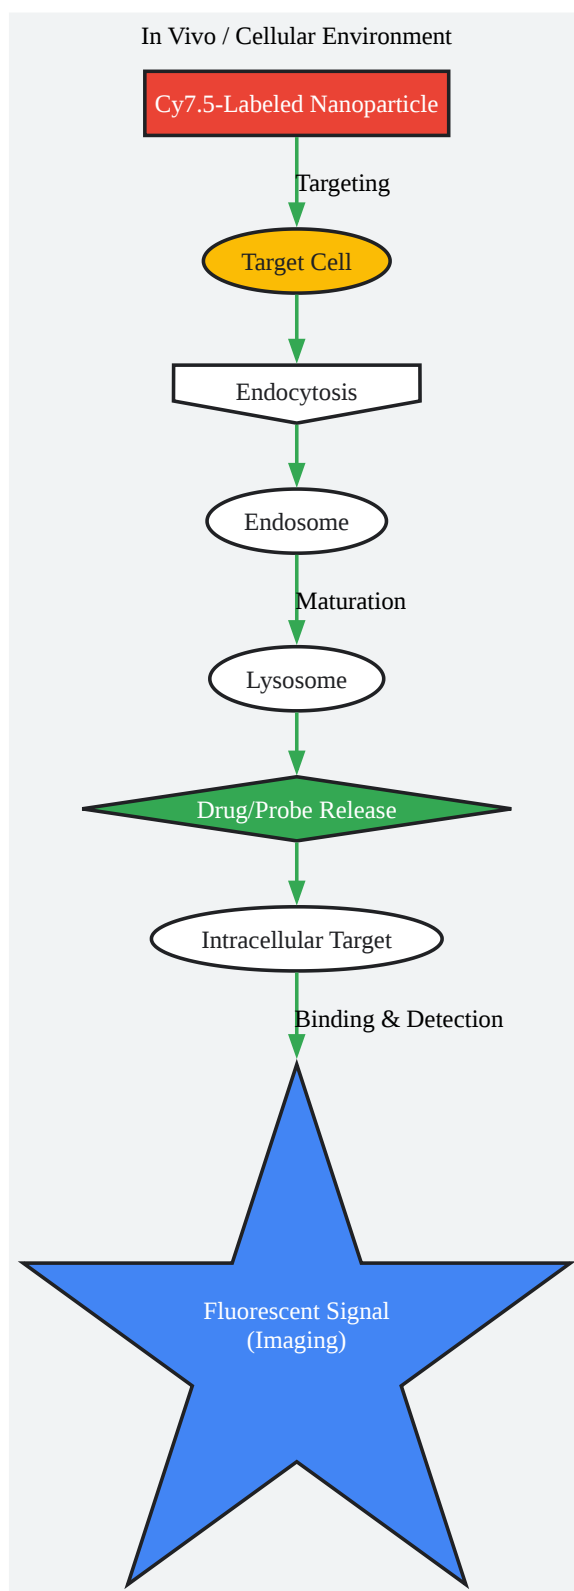 In Vivo / Cellular Environment
Cy7.5-Labeled Nanoparticle
Targeting
Target Cell
Endocytosis
Endosome
Maturation
Lysosome
Drug/Probe Release
Intracellular Target
Binding & Detection
Fluorescent Signal
(Imaging)